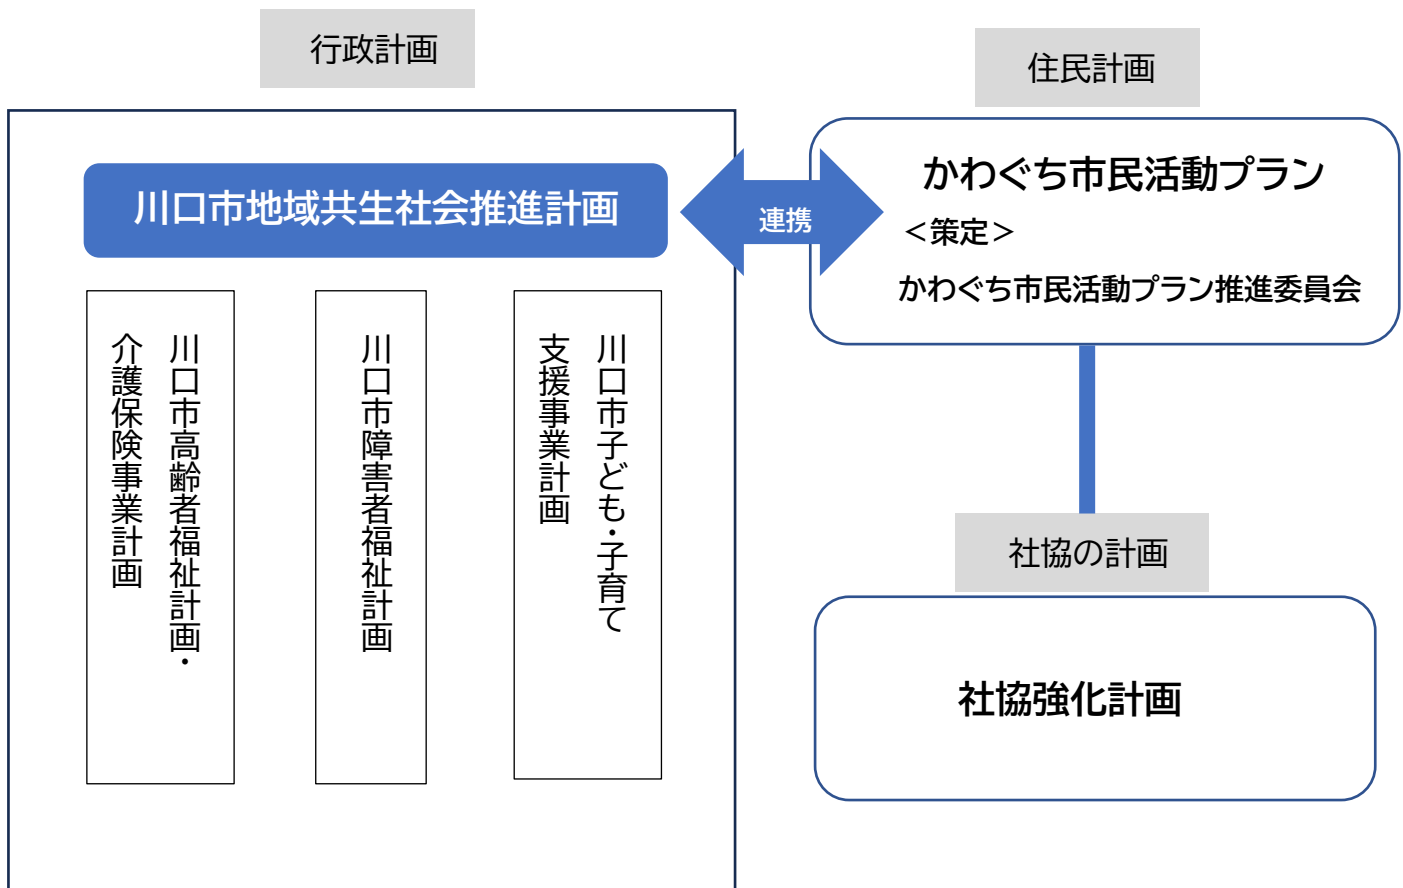 行政計画
川口市地域共生社会推進計画
川口市高齢者福祉計画・
介護保険事業計画
川口市障害者福祉計画
川口市子ども・子育て
支援事業計画
連携
住民計画
かわぐち市民活動プラン
＜策定＞
かわぐち市民活動プラン推進委員会
社協の計画
社協強化計画